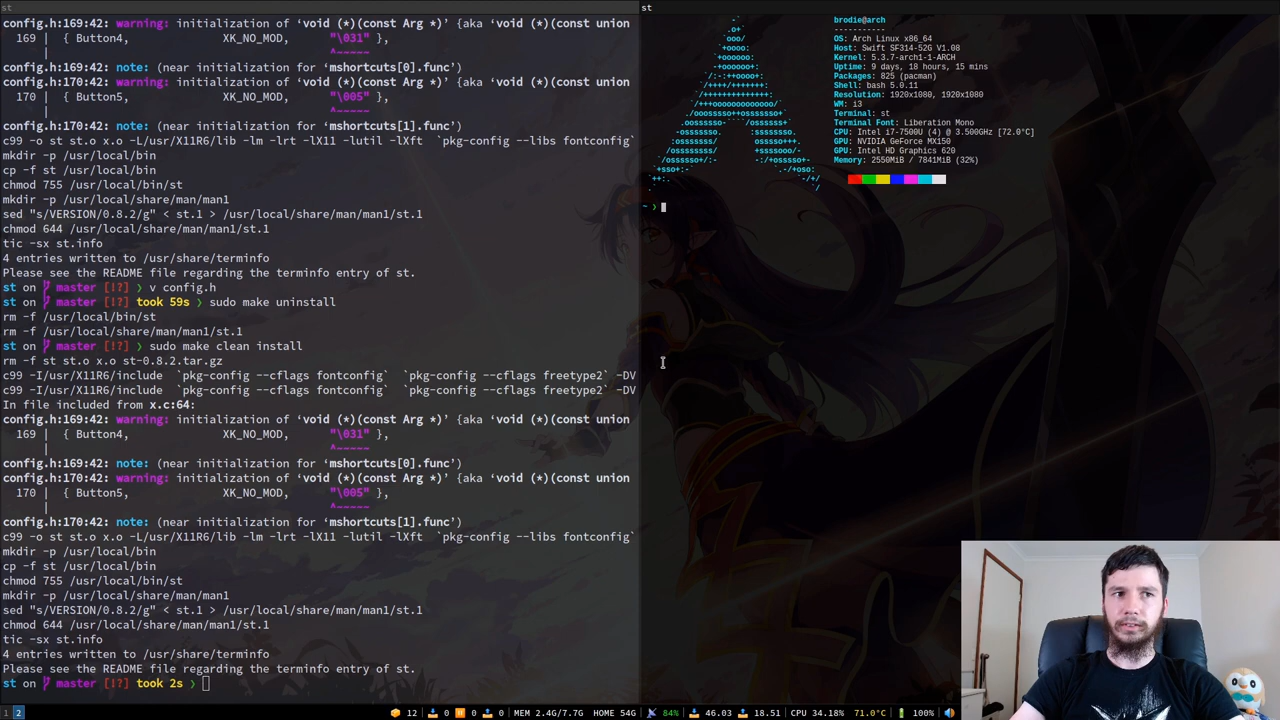 st
config.h:169:42: warning: initialization of ‘void (*)(const Arg *)’ {aka ‘void (*)(const union
169 | { Button4, XK_NO_MOD, "\031" },
| ^~~~~~
config.h:169:42: note: (near initialization for ‘mshortcuts[0].func’)
config.h:170:42: warning: initialization of ‘void (*)(const Arg *)’ {aka ‘void (*)(const union
170 | { Button5, XK_NO_MOD, "\005" },
| ^~~~~~
config.h:170:42: note: (near initialization for ‘mshortcuts[1].func’)
c99 -o st st.o x.o -L/usr/X11R6/lib -lm -lrt -lX11 -lutil -lXft `pkg-config --libs fontconfig`
mkdir -p /usr/local/bin
cp -f st /usr/local/bin
chmod 755 /usr/local/bin/st
mkdir -p /usr/local/share/man/man1
sed "s/VERSION/0.8.2/g" < st.1 > /usr/local/share/man/man1/st.1
chmod 644 /usr/local/share/man/man1/st.1
tic -sx st.info
4 entries written to /usr/share/terminfo
Please see the README file regarding the terminfo entry of st.
st on master [!?] ❯ v config.h
st on master [!?] took 59s ❯ sudo make uninstall
rm -f /usr/local/bin/st
rm -f /usr/local/share/man/man1/st.1
st on master [!?] ❯ sudo make clean install
rm -f st st.o x.o st-0.8.2.tar.gz
c99 -I/usr/X11R6/include `pkg-config --cflags fontconfig` `pkg-config --cflags freetype2` -DV
c99 -I/usr/X11R6/include `pkg-config --cflags fontconfig` `pkg-config --cflags freetype2` -DV
In file included from x.c:64:
config.h:169:42: warning: initialization of ‘void (*)(const Arg *)’ {aka ‘void (*)(const union
169 | { Button4, XK_NO_MOD, "\031" },
| ^~~~~~
config.h:169:42: note: (near initialization for ‘mshortcuts[0].func’)
config.h:170:42: warning: initialization of ‘void (*)(const Arg *)’ {aka ‘void (*)(const union
170 | { Button5, XK_NO_MOD, "\005" },
| ^~~~~~
config.h:170:42: note: (near initialization for ‘mshortcuts[1].func’)
c99 -o st st.o x.o -L/usr/X11R6/lib -lm -lrt -lX11 -lutil -lXft `pkg-config --libs fontconfig`
mkdir -p /usr/local/bin
cp -f st /usr/local/bin
chmod 755 /usr/local/bin/st
mkdir -p /usr/local/share/man/man1
sed "s/VERSION/0.8.2/g" < st.1 > /usr/local/share/man/man1/st.1
chmod 644 /usr/local/share/man/man1/st.1
tic -sx st.info
4 entries written to /usr/share/terminfo
Please see the README file regarding the terminfo entry of st.
st on master [!?] took 2s ❯
st
brodie@arch
-----------
OS: Arch Linux x86_64
Host: Swift SF314-52G V1.08
Kernel: 5.3.7-arch1-1-ARCH
Uptime: 9 days, 18 hours, 15 mins
Packages: 825 (pacman)
Shell: bash 5.0.11
Resolution: 1920x1080, 1920x1080
WM: i3
Terminal: st
Terminal Font: Liberation Mono
CPU: Intel i7-7500U (4) @ 3.500GHz [72.0°C]
GPU: NVIDIA GeForce MX150
GPU: Intel HD Graphics 620
Memory: 2550MiB / 7841MiB (32%)
~ ❯
1 2
12 0 0 0 MEM 2.4G/7.7G HOME 54G 84% 46.03 18.51 CPU 34.18% 71.0°C 100%